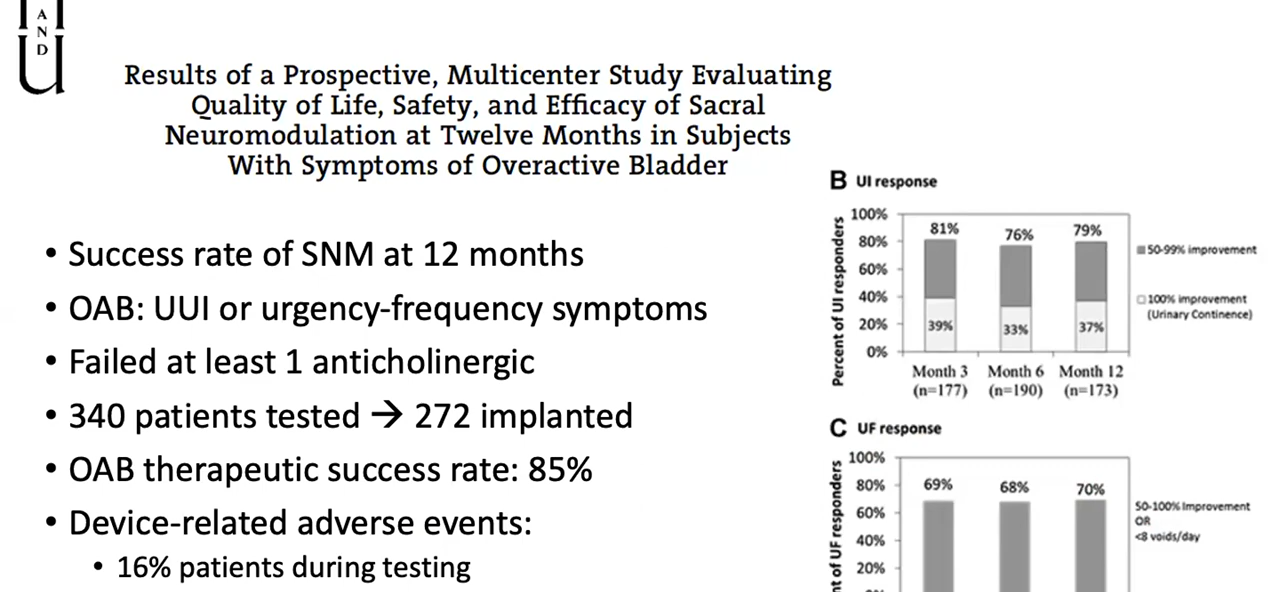 AND
Results of a Prospective, Multicenter Study Evaluating
Quality of Life, Safety, and Efficacy of Sacral
Neuromodulation at Twelve Months in Subjects
With Symptoms of Overactive Bladder
• Success rate of SNM at 12 months
• OAB: UUI or urgency-frequency symptoms
• Failed at least 1 anticholinergic
• 340 patients tested → 272 implanted
• OAB therapeutic success rate: 85%
• Device-related adverse events:
• 16% patients during testing
B UI response
Percent of UI responders
100%
80%
60%
40%
20%
0%
81%
76%
79%
39%
33%
37%
Month 3
(n=177)
Month 6
(n=190)
Month 12
(n=173)
50-99% improvement
100% improvement
(Urinary Continence)
C UF response
of UF responders
100%
80%
60%
40%
20%
69%
68%
70%
50-100% Improvement
OR
<8 voids/day